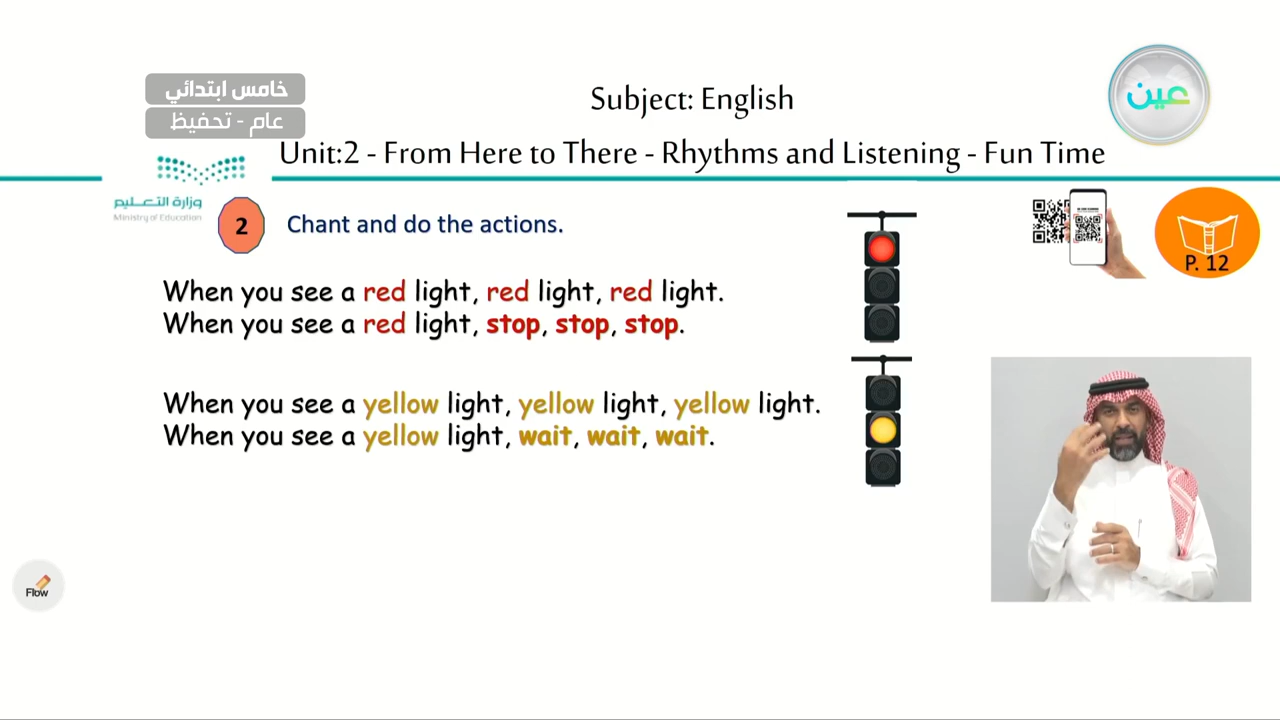 خامس ابتدائي
عام - تحفيظ
عين
Subject: English
Unit:2 - From Here to There - Rhythms and Listening - Fun Time
وزارة التعليم
Ministry of Education
2
Chant and do the actions.
P. 12
When you see a red light, red light, red light.
When you see a red light, stop, stop, stop.
When you see a yellow light, yellow light, yellow light.
When you see a yellow light, wait, wait, wait.
Flow